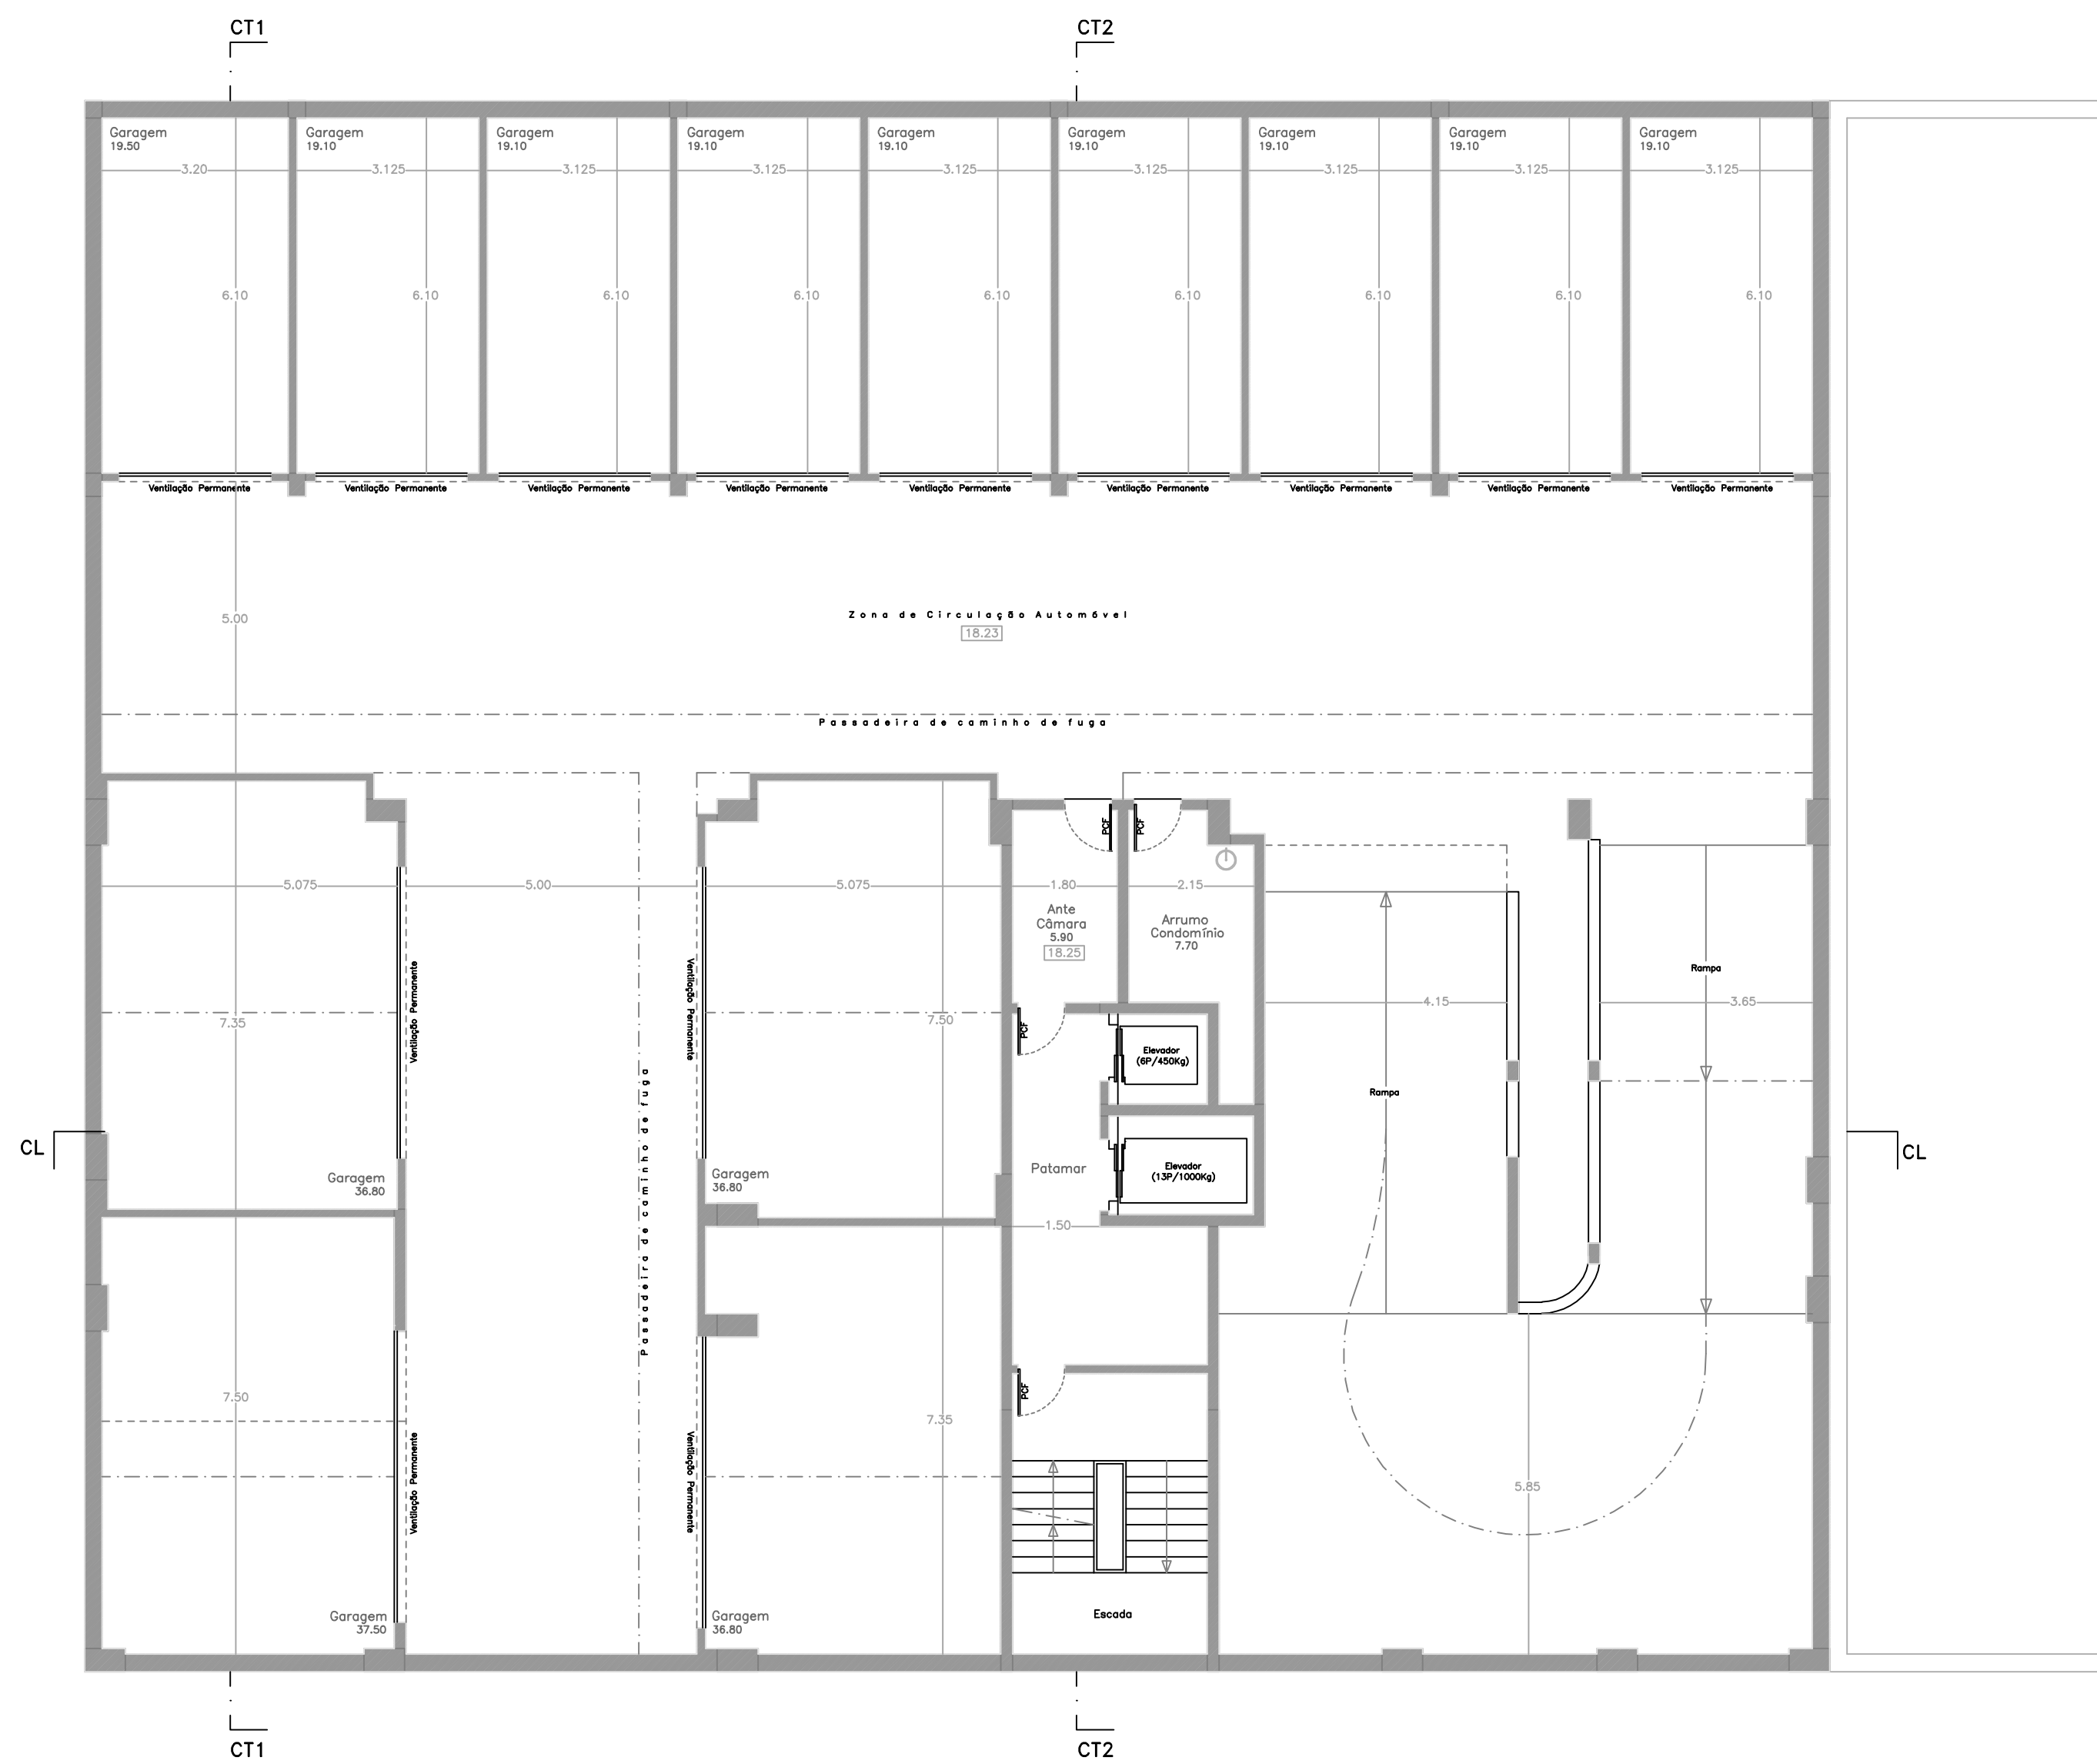 CT1 CT2
Garagem Garagem Garagem Garagem Garagem Garagem Garagem Garagem Garagem
19.50 19.10 19.10 19.10 19.10 19.10 19.10 19.10 19.10
3.20 3.125 3.125 3.125 3.125 3.125 3.125 3.125 3.125
6.10 6.10 6.10 6.10 6.10 6.10 6.10 6.10 6.10
Ventilação Permanente Ventilação Permanente Ventilação Permanente Ventilação Permanente Ventilação Permanente Ventilação Permanente Ventilação Permanente Ventilação Permanente Ventilação Permanente
Zona de Circulação Automóvel
5.00
18.23
Passadeira de caminho de fuga
PCF PCF
5.075 5.00 5.075 1.80 2.15
Ante
Câmara
5.90
18.25
Arrumo
Condomínio
7.70
Ventilação Permanente
Ventilação Permanente
Rampa
4.15 3.65
7.35 7.50
PCF
Elevador
(6P/450Kg)
Rampa
Passadeira de caminho de fuga
CL CL
Patamar
Elevador
(13P/1000Kg)
Garagem
36.80
Garagem
36.80
1.50
7.50
PCF
7.35
Ventilação Permanente
Ventilação Permanente
5.85
Escada
Garagem
37.50
Garagem
36.80
CT1 CT2